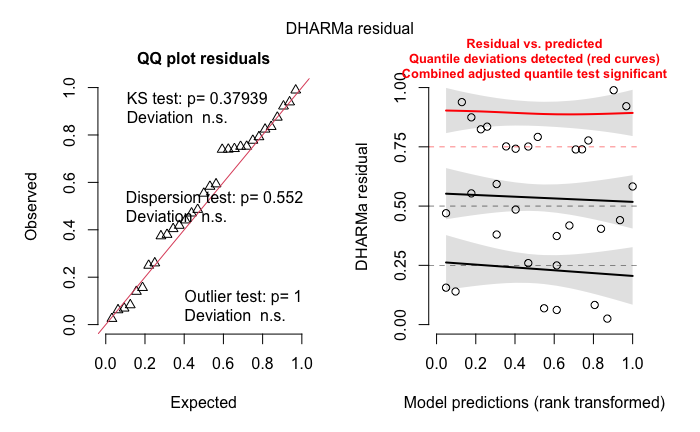 DHARMa residual
QQ plot residuals
KS test: p= 0.37939
Deviation n.s.
Dispersion test: p= 0.552
Deviation n.s.
Outlier test: p= 1
Deviation n.s.
Observed
0.0 0.2 0.4 0.6 0.8 1.0
0.0 0.2 0.4 0.6 0.8 1.0
Expected
Residual vs. predicted
Quantile deviations detected (red curves)
Combined adjusted quantile test significant
DHARMa residual
0.00 0.25 0.50 0.75 1.00
0.0 0.2 0.4 0.6 0.8 1.0
Model predictions (rank transformed)